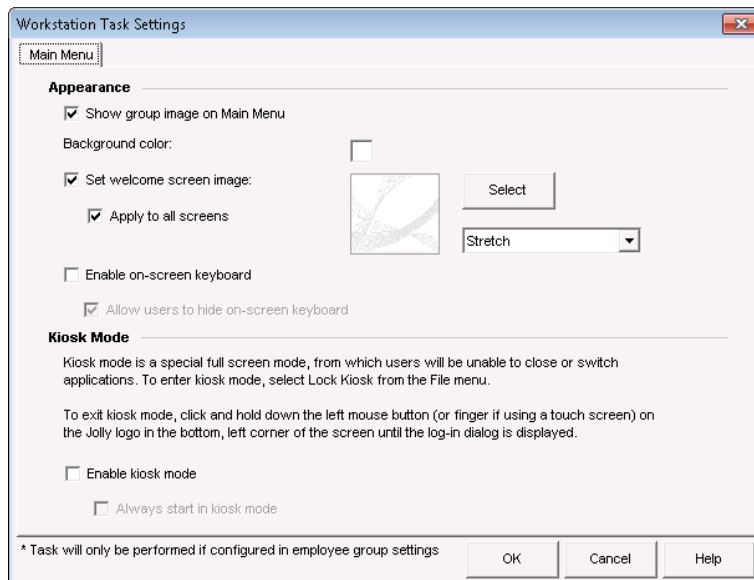 Workstation Task Settings
Main Menu
Appearance
Show group image on Main Menu
Background color:
Set welcome screen image:
Select
Apply to all screens
Stretch
Enable on-screen keyboard
Allow users to hide on-screen keyboard
Kiosk Mode
Kiosk mode is a special full screen mode, from which users will be unable to close or switch
applications. To enter kiosk mode, select Lock Kiosk from the File menu.
To exit kiosk mode, click and hold down the left mouse button (or finger if using a touch screen) on
the Jolly logo in the bottom, left corner of the screen until the log-in dialog is displayed.
Enable kiosk mode
Always start in kiosk mode
* Task will only be performed if configured in employee group settings
OK
Cancel
Help